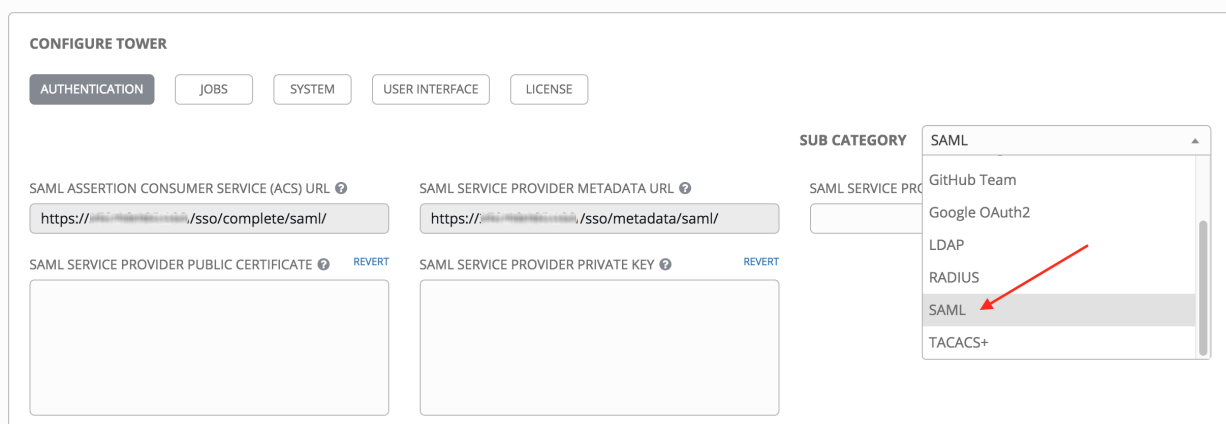 CONFIGURE TOWER
AUTHENTICATION JOBS SYSTEM USER INTERFACE LICENSE
SUB CATEGORY SAML
GitHub Team
Google OAuth2
LDAP
RADIUS
SAML
TACACS+
SAML ASSERTION CONSUMER SERVICE (ACS) URL ?
https:// /sso/complete/saml/
SAML SERVICE PROVIDER METADATA URL ?
https:// /sso/metadata/saml/
SAML SERVICE
SAML SERVICE PROVIDER PUBLIC CERTIFICATE ? REVERT
SAML SERVICE PROVIDER PRIVATE KEY ? REVERT